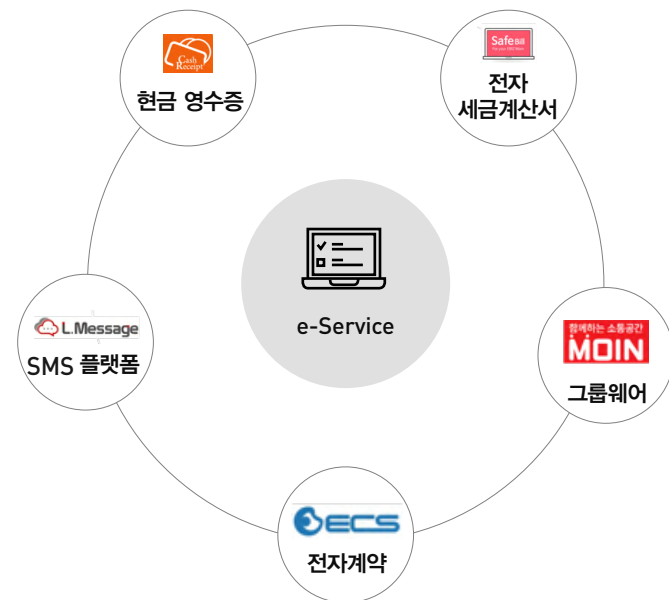 Cash
Receipt
현금 영수증
SafeBill
전자
세금계산서
e-Service
L.Message
SMS 플랫폼
함께하는 소통공간
MOIN
그룹웨어
ECS
전자계약